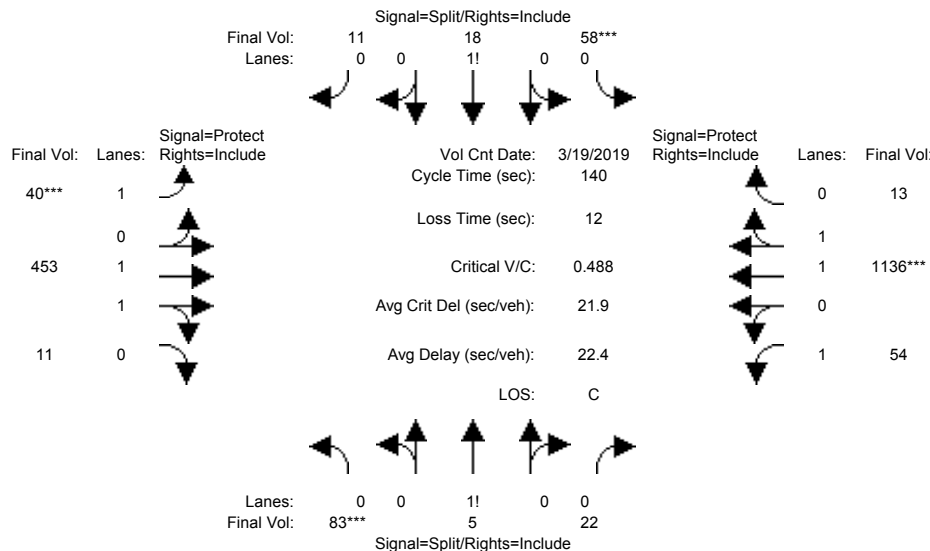 Signal=Split/Rights=Include
Final Vol: 11 18 58***
Lanes: 0 0 1! 0 0
Signal=Protect Signal=Protect
Final Vol: Lanes: Rights=Include Vol Cnt Date: 3/19/2019 Rights=Include Lanes: Final Vol:
Cycle Time (sec): 140
40*** 1 0 13
Loss Time (sec): 12
0 1
453 1 Critical V/C: 0.488 1 1136***
1 Avg Crit Del (sec/veh): 21.9 0
11 0 Avg Delay (sec/veh): 22.4 1 54
LOS: C
Lanes: 0 0 1! 0 0
Final Vol: 83*** 5 22
Signal=Split/Rights=Include